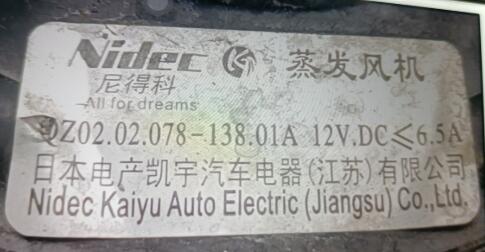 Nidec 蒸发风机
尼得科
All for dreams
QZ02.02.078-138.01A 12V.DC≤6.5A
日本电产凯宇汽车电器(江苏)有限公司
Nidec Kaiyu Auto Electric (Jiangsu) Co.,Ltd.